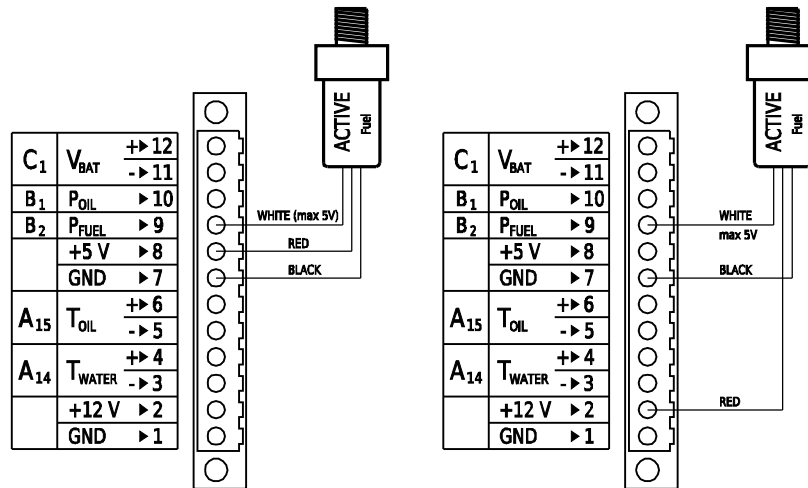 ACTIVE
Fuel
C1 VBAT +▶ 12
-▶ 11
B1 POIL ▶ 10
B2 PFUEL ▶ 9
WHITE (max 5V)
+5 V ▶ 8
RED
GND ▶ 7
BLACK
A15 TOIL +▶ 6
-▶ 5
A14 TWATER +▶ 4
-▶ 3
+12 V ▶ 2
GND ▶ 1
ACTIVE
Fuel
C1 VBAT +▶ 12
-▶ 11
B1 POIL ▶ 10
B2 PFUEL ▶ 9
WHITE
max 5V
+5 V ▶ 8
GND ▶ 7
BLACK
A15 TOIL +▶ 6
-▶ 5
A14 TWATER +▶ 4
-▶ 3
+12 V ▶ 2
RED
GND ▶ 1